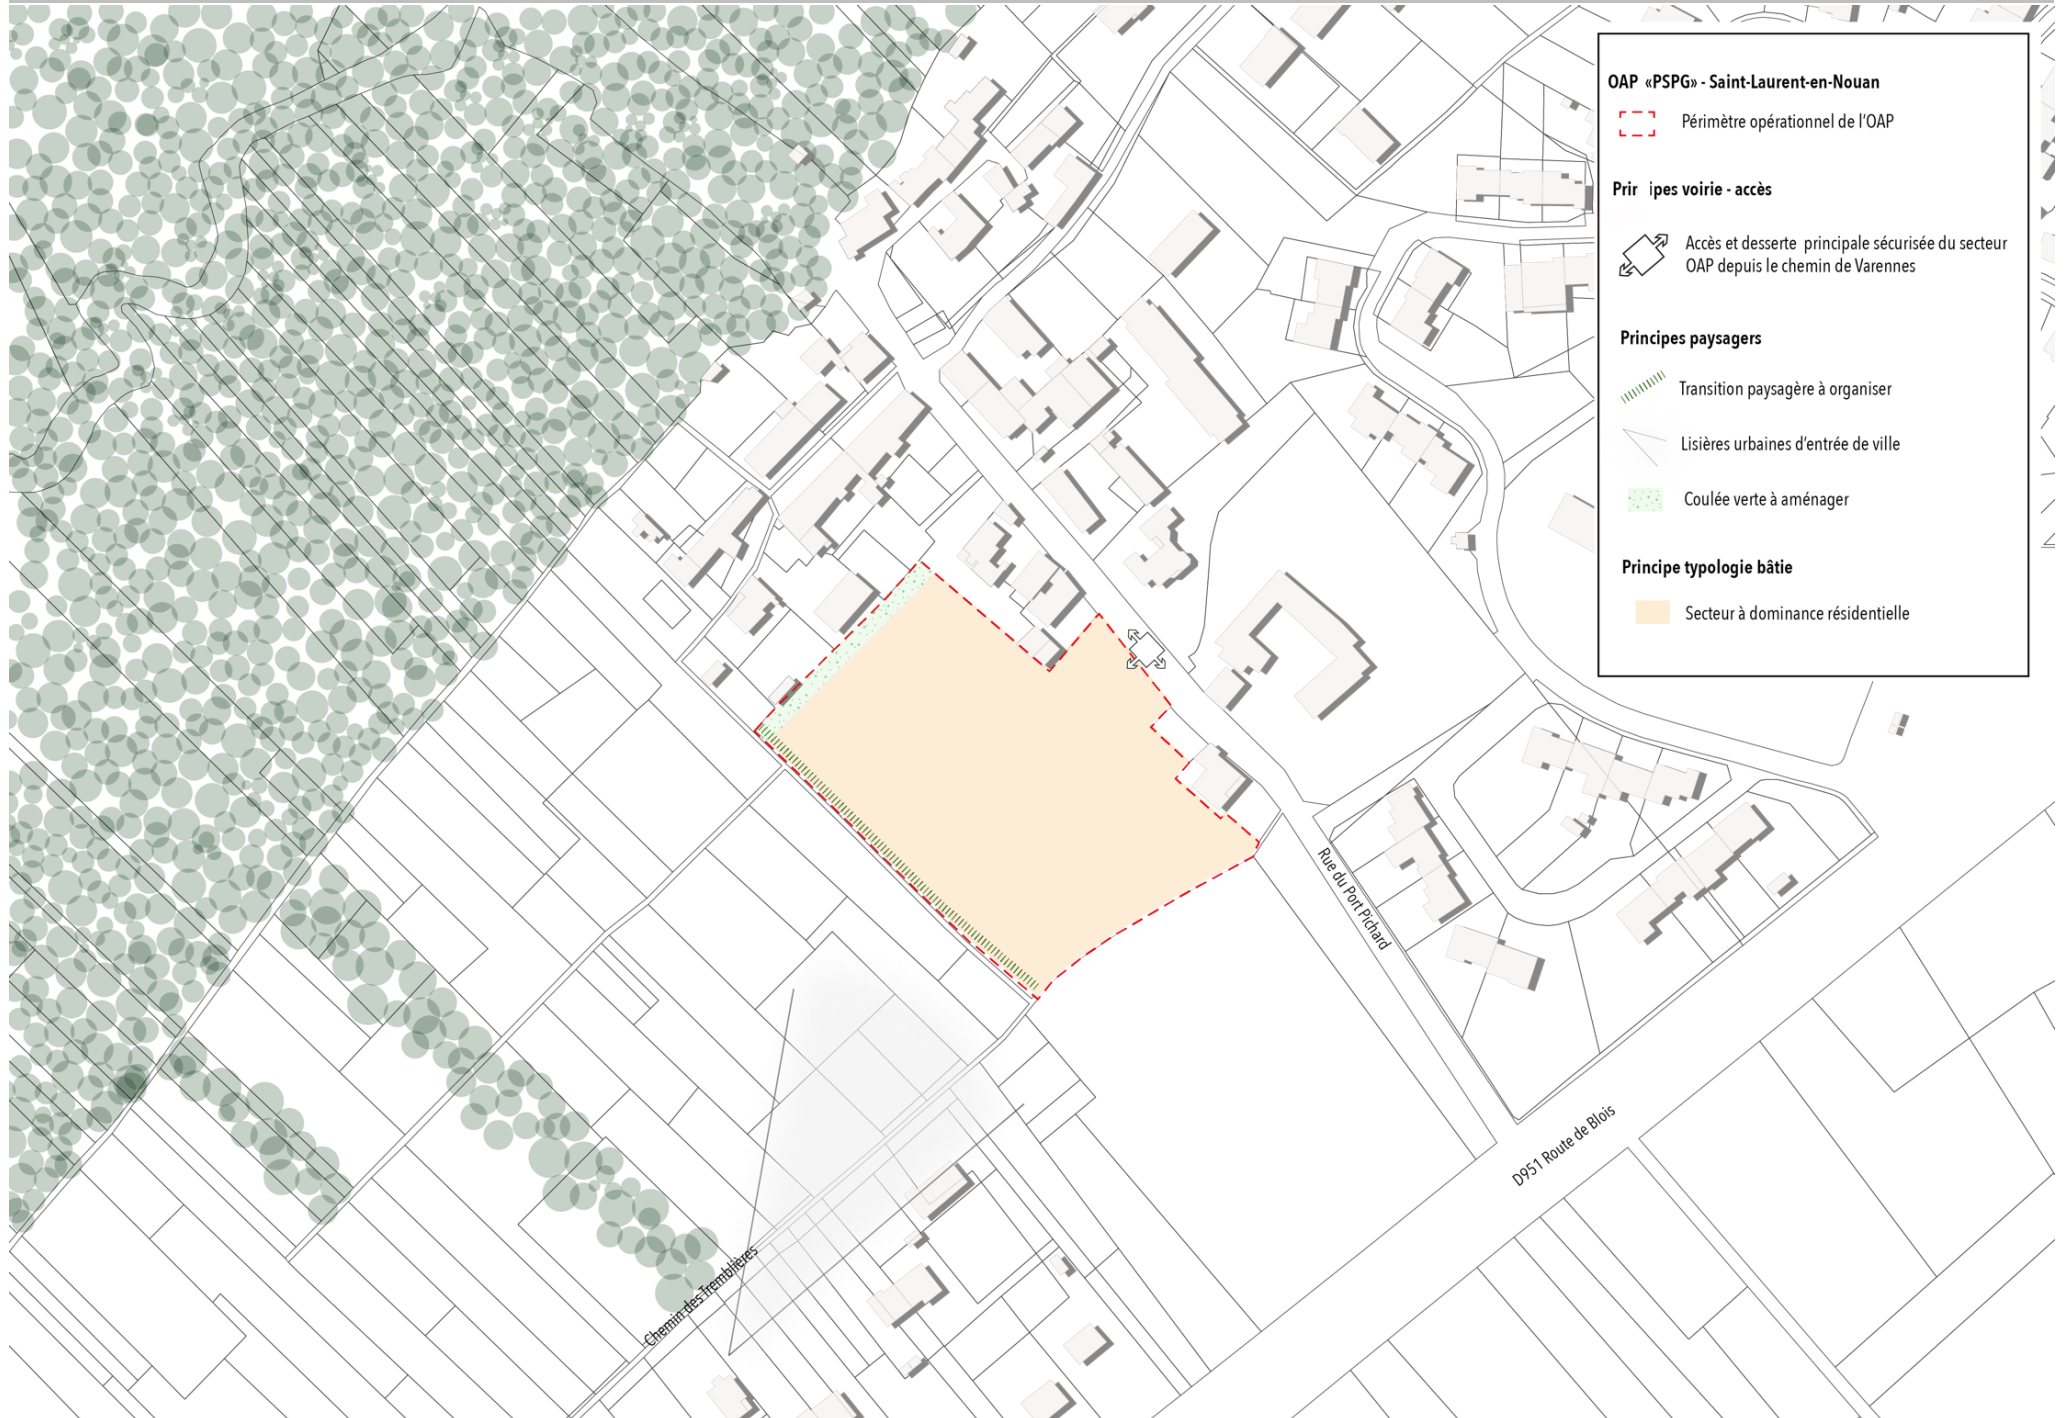 OAP «PSPG» - Saint-Laurent-en-Nouan
Périmètre opérationnel de l'OAP
Prir ipes voirie - accès
Accès et desserte principale sécurisée du secteur
OAP depuis le chemin de Varennes
Principes paysagers
Transition paysagère à organiser
Lisières urbaines d'entrée de ville
Coulée verte à aménager
Principe typologie bâtie
Secteur à dominance résidentielle
Rue du Port Pichard
D951 Route de Blois
Chemin des Tremblières